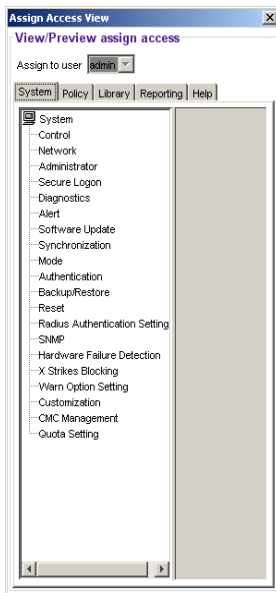 Assign Access View
View/Preview assign access
Assign to user admin
System Policy Library Reporting Help
System
Control
Network
Administrator
Secure Logon
Diagnostics
Alert
Software Update
Synchronization
Mode
Authentication
Backup/Restore
Reset
Radius Authentication Setting
SNMP
Hardware Failure Detection
X Strikes Blocking
Warn Option Setting
Customization
CMC Management
Quota Setting